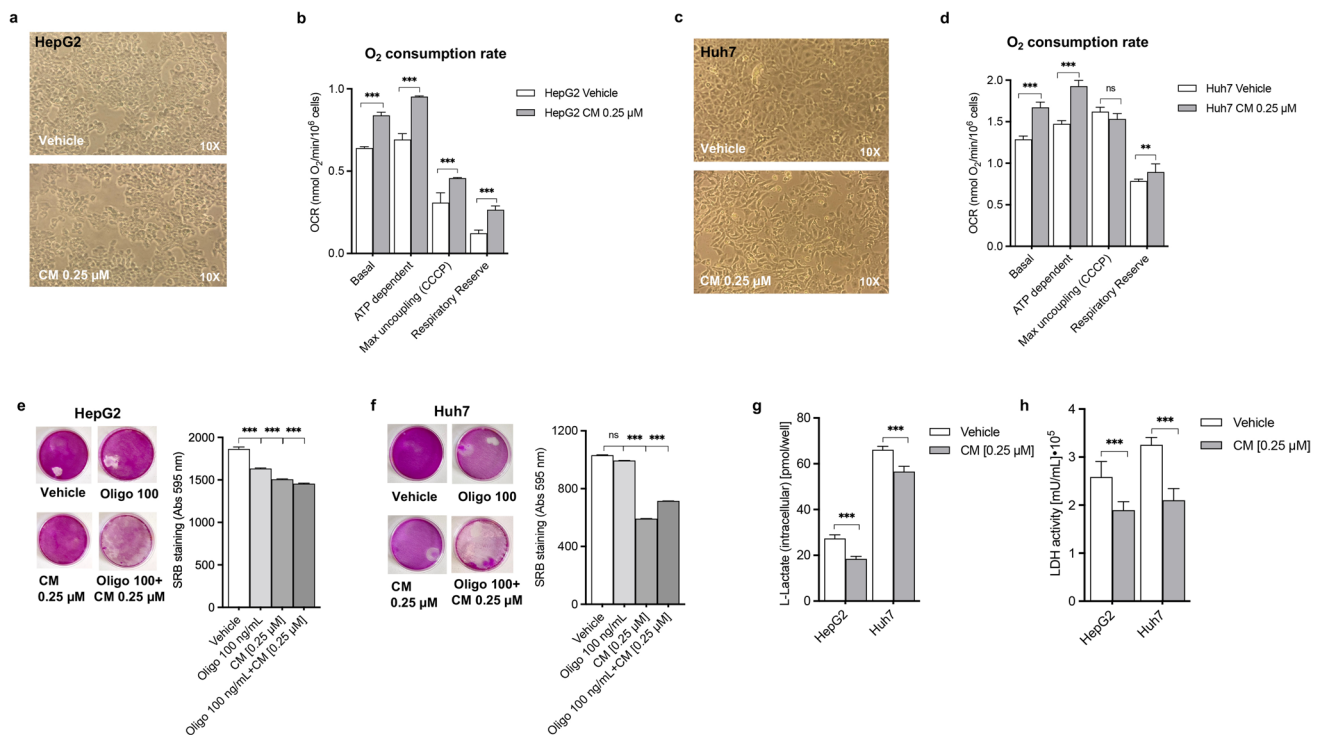 a
HepG2
Vehicle
10X
CM 0.25 µM
10X
b
O₂ consumption rate
OCR (nmol O₂/min/10⁶ cells)
1.0
0.5
0.0
***
***
***
***
HepG2 Vehicle
HepG2 CM 0.25 µM
Basal
ATP dependent
Max uncoupling (CCCP)
Respiratory Reserve
c
Huh7
Vehicle
10X
CM 0.25 µM
10X
d
O₂ consumption rate
OCR (nmol O₂/min/10⁶ cells)
2.0
1.5
1.0
0.5
0.0
***
***
ns
**
Huh7 Vehicle
Huh7 CM 0.25 µM
Basal
ATP dependent
Max uncoupling (CCCP)
Respiratory Reserve
e
HepG2
Vehicle
Oligo 100
CM
0.25 µM
Oligo 100+
CM 0.25 µM
SRB staining (Abs 595 nm)
2000
1500
1000
500
0
*** *** ***
Vehicle
Oligo 100 ng/mL
CM [0.25 µM]
Oligo 100 ng/mL+CM [0.25 µM]
f
Huh7
Vehicle
Oligo 100
CM
0.25 µM
Oligo 100+
CM 0.25 µM
SRB staining (Abs 595 nm)
1200
900
600
300
0
ns *** ***
Vehicle
Oligo 100 ng/mL
CM [0.25 µM]
Oligo 100 ng/mL+CM [0.25 µM]
g
L-Lactate (intracellular) [pmol/well]
80
60
40
20
0
***
***
Vehicle
CM [0.25 µM]
HepG2
Huh7
h
LDH activity [mU/mL]•10⁵
4
3
2
1
0
***
***
Vehicle
CM [0.25 µM]
HepG2
Huh7